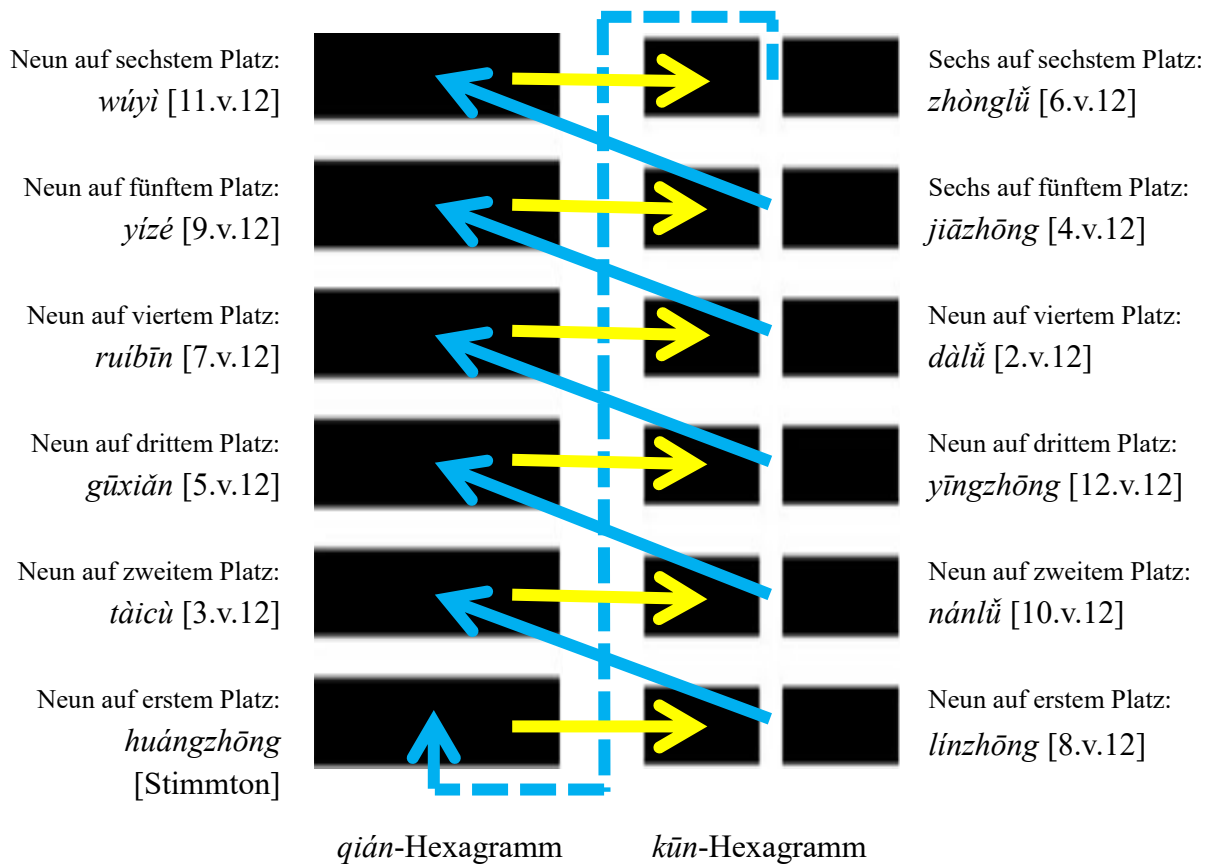 Neun auf sechstem Platz:
wúyì [11.v.12]
Sechs auf sechstem Platz:
zhònglǚ [6.v.12]
Neun auf fünftem Platz:
yízé [9.v.12]
Sechs auf fünftem Platz:
jiāzhōng [4.v.12]
Neun auf viertem Platz:
ruíbīn [7.v.12]
Neun auf viertem Platz:
dàlǚ [2.v.12]
Neun auf drittem Platz:
gūxiǎn [5.v.12]
Neun auf drittem Platz:
yīngzhōng [12.v.12]
Neun auf zweitem Platz:
tàicù [3.v.12]
Neun auf zweitem Platz:
nánlǚ [10.v.12]
Neun auf erstem Platz:
huángzhōng
[Stimmton]
Neun auf erstem Platz:
línzhōng [8.v.12]
qián-Hexagramm
kūn-Hexagramm